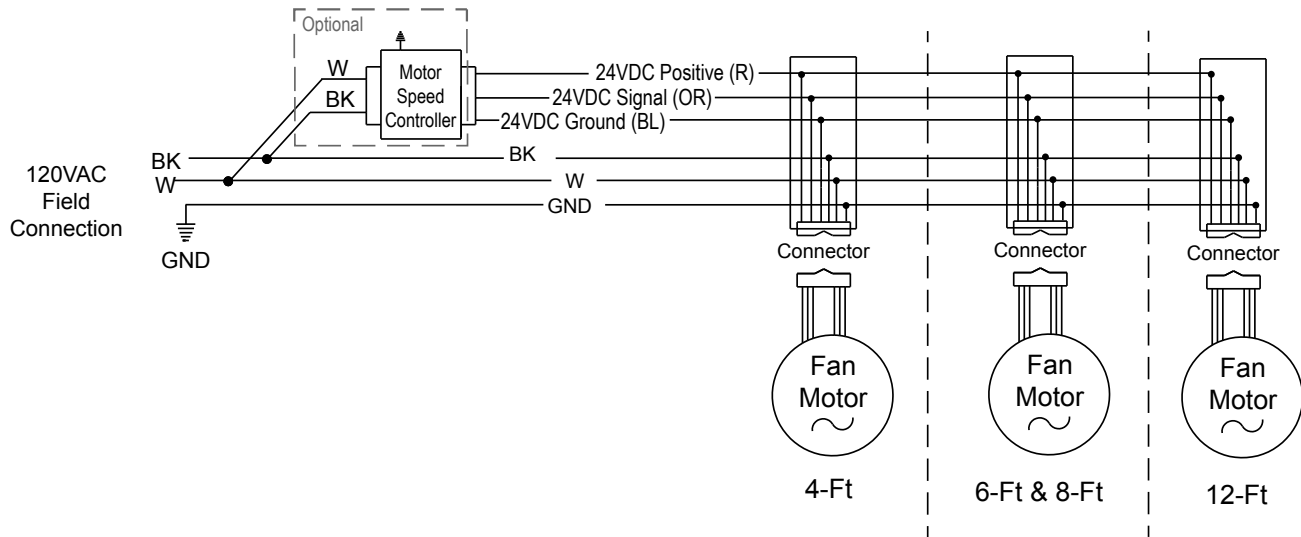 Optional
W
BK
Motor
Speed
Controller
24VDC Positive (R)
24VDC Signal (OR)
24VDC Ground (BL)
120VAC
Field
Connection
BK
W
GND
BK
W
GND
Connector
Connector
Connector
Fan
Motor
Fan
Motor
Fan
Motor
4-Ft
6-Ft & 8-Ft
12-Ft